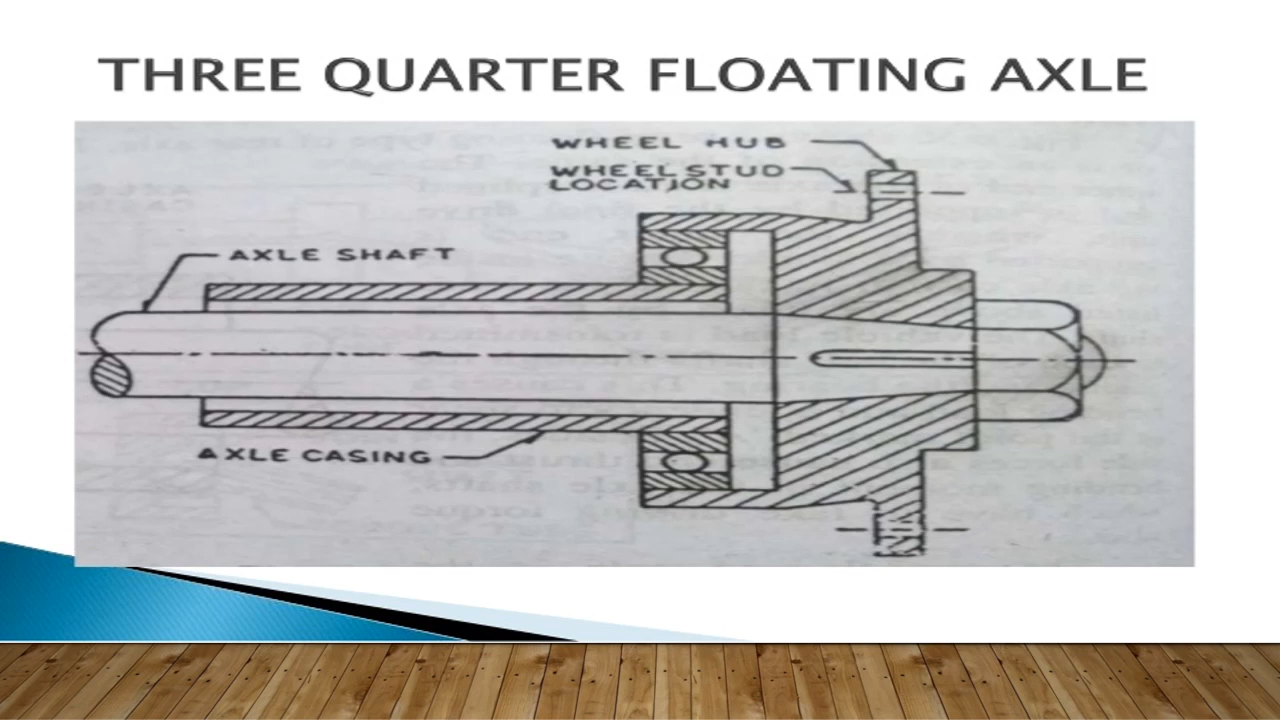 THREE QUARTER FLOATING AXLE
WHEEL HUB
WHEEL STUD
LOCATION
AXLE SHAFT
AXLE CASING